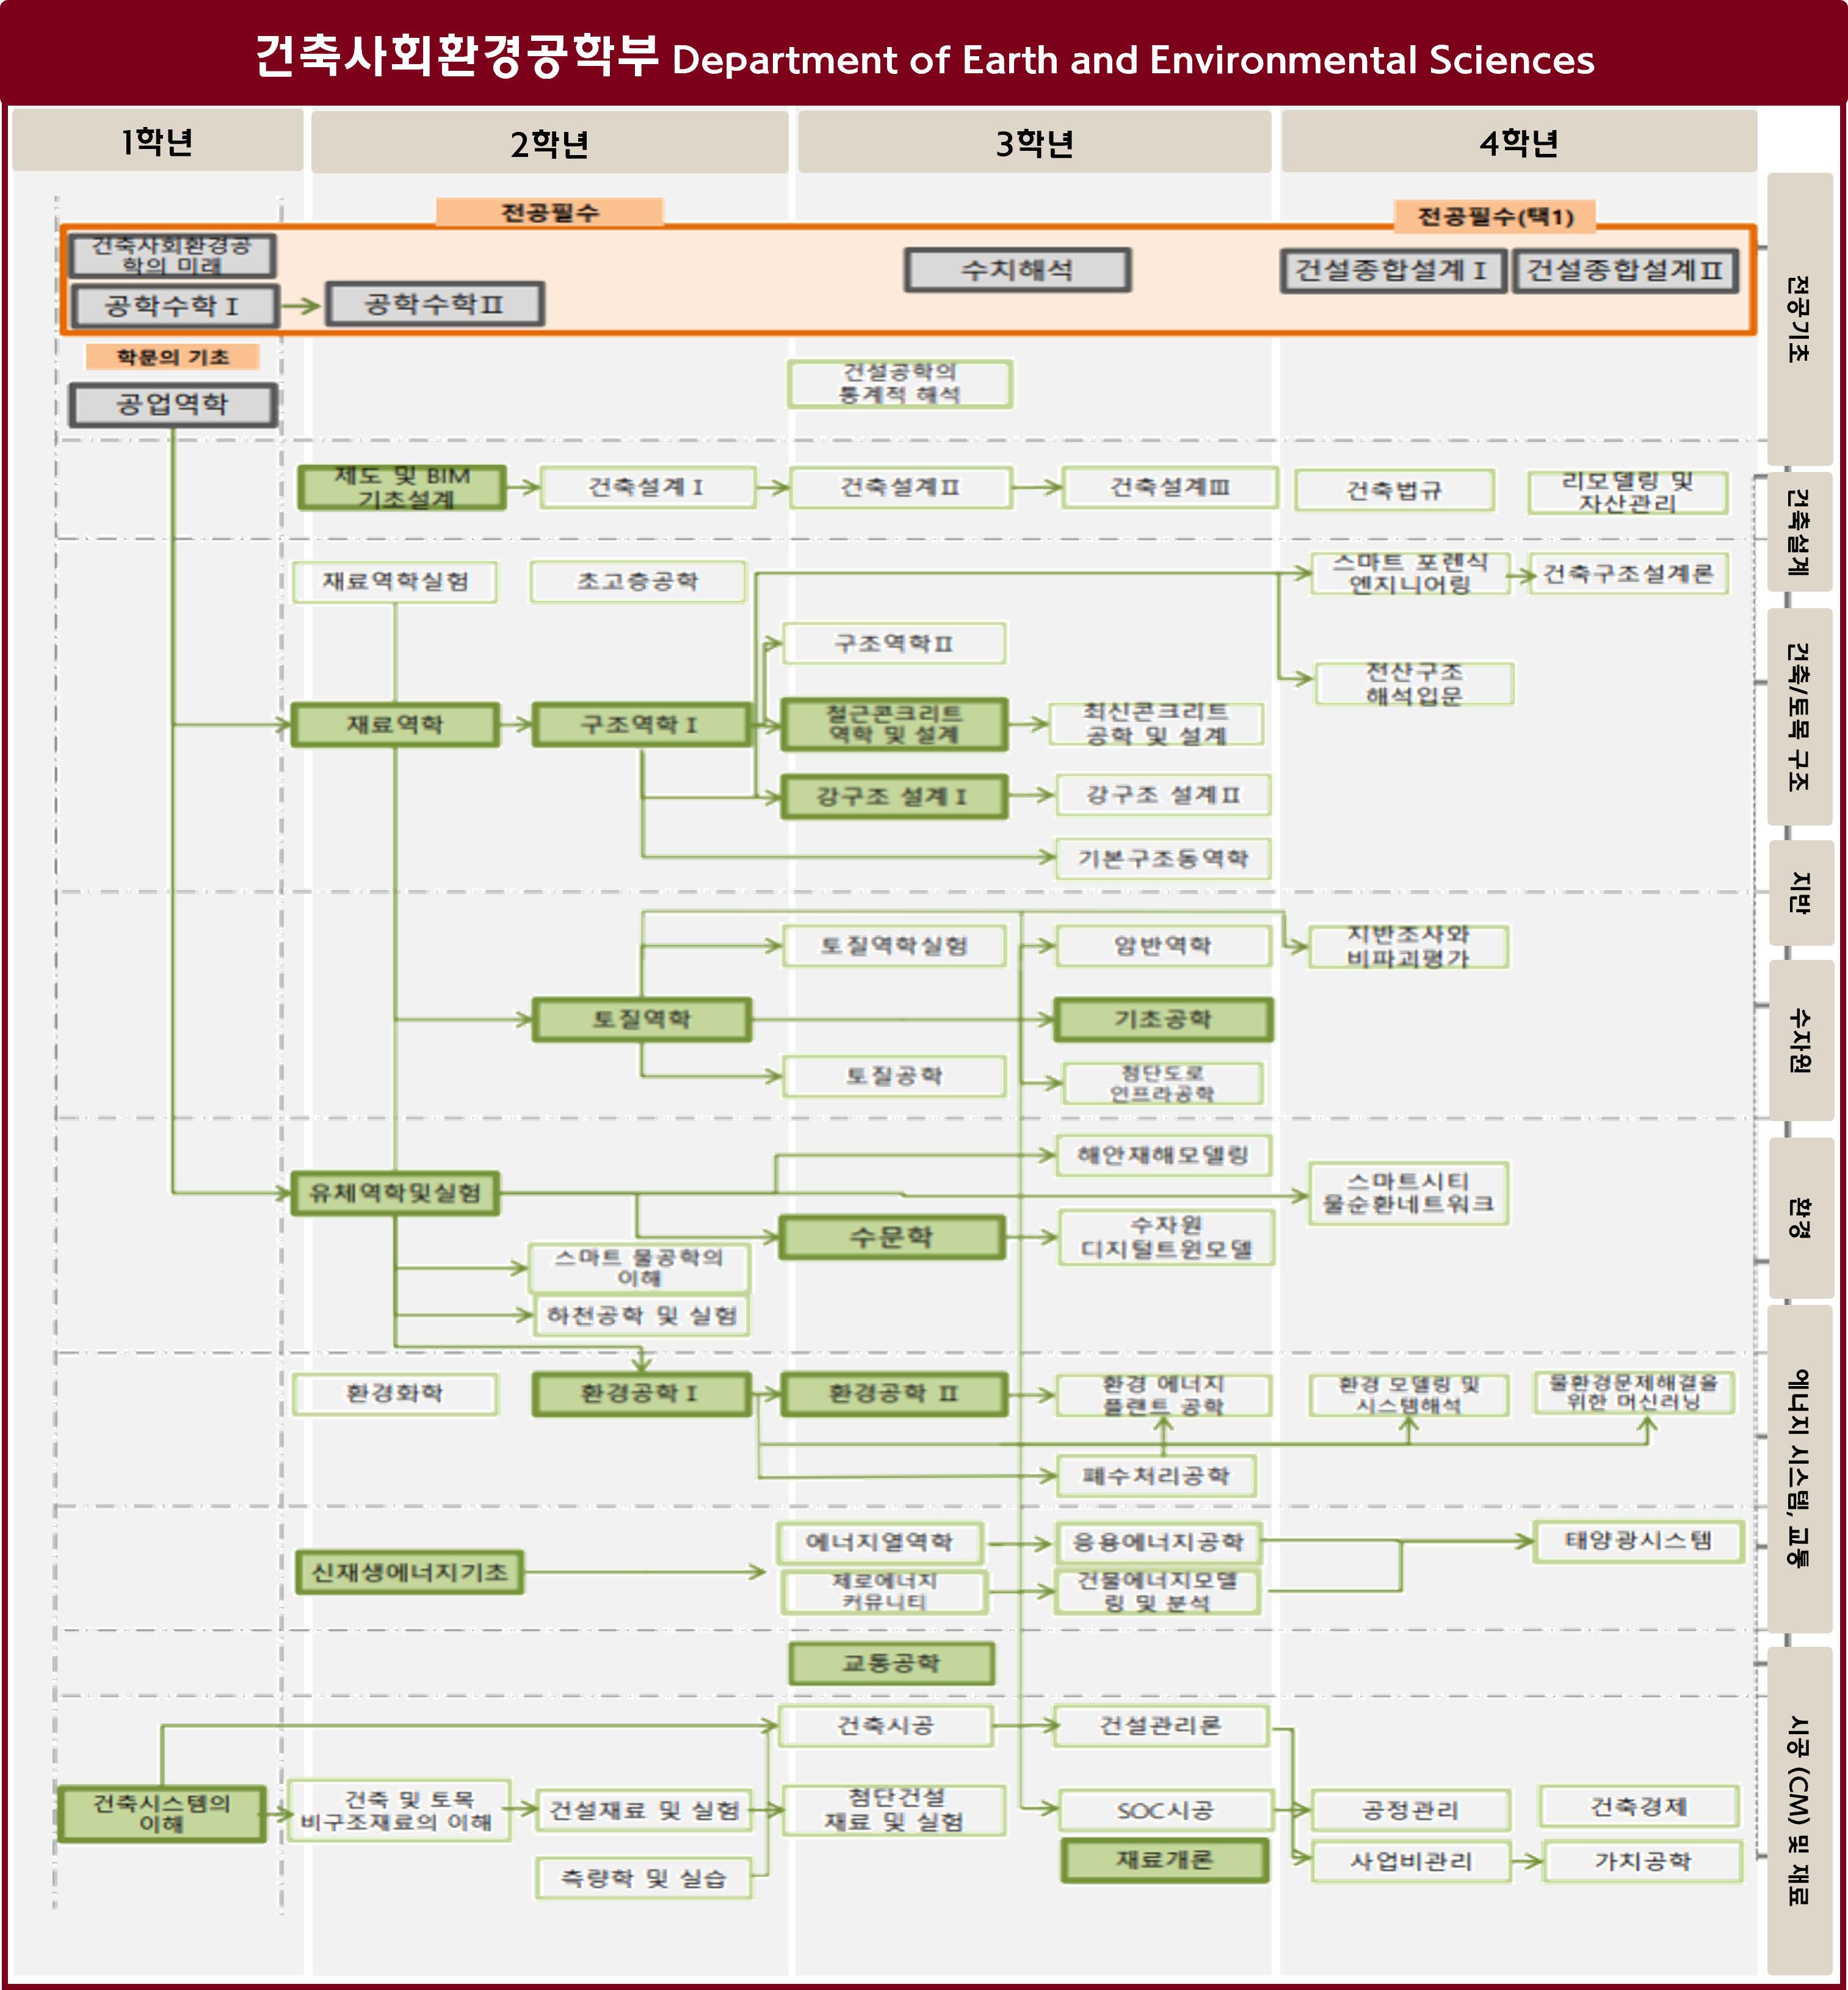 건축사회환경공학부 Department of Earth and Environmental Sciences
1학년
2학년
3학년
4학년
전공필수
전공필수(택1)
건축사회환경공
학의 미래
수치해석
건설종합설계 I
건설종합설계Ⅱ
공학수학 I
공학수학Ⅱ
학문의 기초
공업역학
건설공학의
통계적 해석
전공기초
제도 및 BIM
기초설계
건축설계 I
건축설계Ⅱ
건축설계Ⅲ
건축법규
리모델링 및
자산관리
건축설계
재료역학실험
초고층공학
스마트 포렌식
엔지니어링
건축구조설계론
구조역학Ⅱ
전산구조
해석입문
재료역학
구조역학 I
철근콘크리트
역학 및 설계
최신콘크리트
공학 및 설계
강구조 설계 I
강구조 설계Ⅱ
기본구조동역학
건축/토목 구조
토질역학실험
암반역학
지반조사와
비파괴평가
토질역학
기초공학
토질공학
첨단도로
인프라공학
지반
해안재해모델링
유체역학및실험
스마트시티
물순환네트워크
수문학
수자원
디지털트윈모델
스마트 물공학의
이해
하천공학 및 실험
수자원
환경화학
환경공학 I
환경공학 Ⅱ
환경 에너지
플랜트 공학
환경 모델링 및
시스템해석
물환경문제해결을
위한 머신러닝
폐수처리공학
환경
에너지열역학
응용에너지공학
태양광시스템
신재생에너지기초
제로에너지
커뮤니티
건물에너지모델
링 및 분석
교통공학
에너지 시스템, 교통
건축시공
건설관리론
건축시스템의
이해
건축 및 토목
비구조재료의 이해
건설재료 및 실험
첨단건설
재료 및 실험
SOC시공
공정관리
건축경제
측량학 및 실습
재료개론
사업비관리
가치공학
시공 (CM) 및 재료